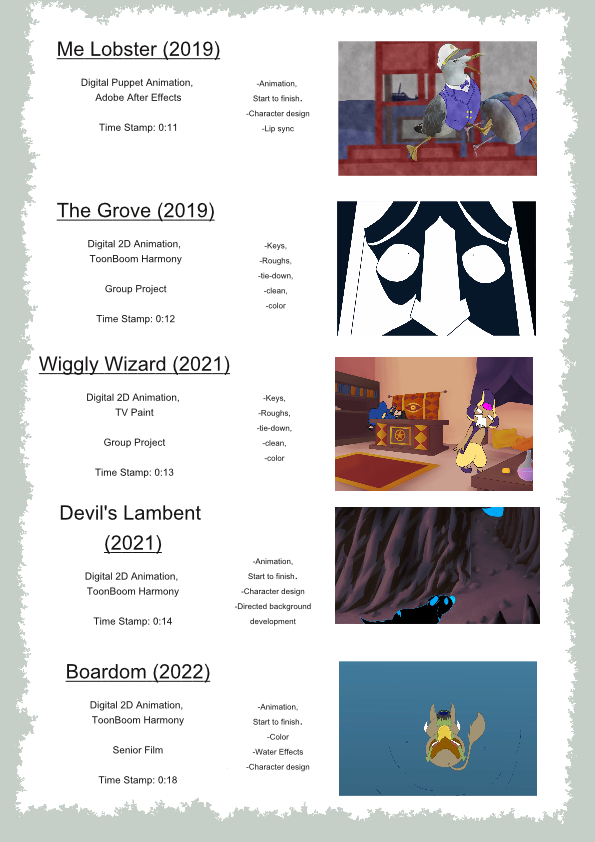 Me Lobster (2019)
Digital Puppet Animation,
Adobe After Effects
Time Stamp: 0:11
-Animation,
Start to finish.
-Character design
-Lip sync
The Grove (2019)
Digital 2D Animation,
ToonBoom Harmony
Group Project
Time Stamp: 0:12
-Keys,
-Roughs,
-tie-down,
-clean,
-color
Wiggly Wizard (2021)
Digital 2D Animation,
TV Paint
Group Project
Time Stamp: 0:13
-Keys,
-Roughs,
-tie-down,
-clean,
-color
Devil's Lambent
(2021)
Digital 2D Animation,
ToonBoom Harmony
Time Stamp: 0:14
-Animation,
Start to finish.
-Character design
-Directed background
development
Boardom (2022)
Digital 2D Animation,
ToonBoom Harmony
Senior Film
Time Stamp: 0:18
-Animation,
Start to finish.
-Color
-Water Effects
-Character design